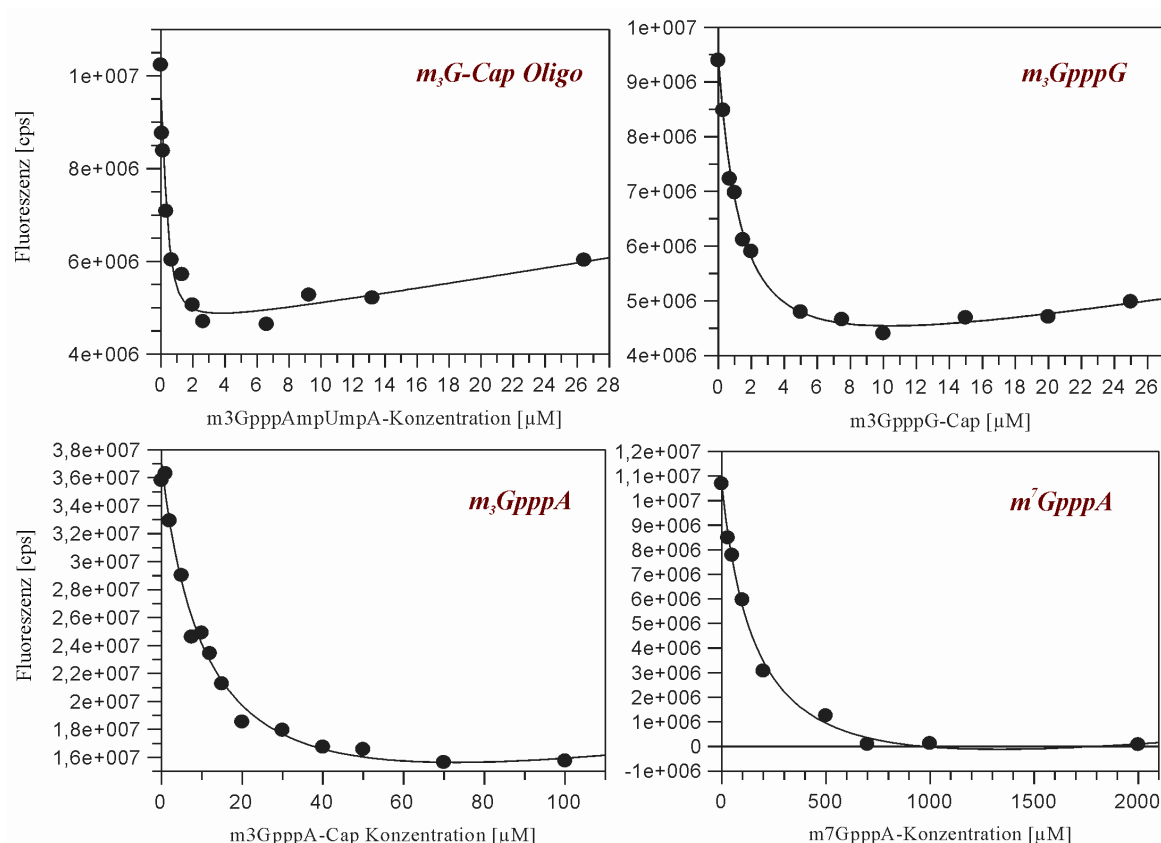 m₃G-Cap Oligo
Fluoreszenz [cps]
1e+007
8e+006
6e+006
4e+006
0 2 4 6 8 10 12 14 16 18 20 22 24 26 28
m3GpppAmpUmpA-Konzentration [µM]
m₃GpppG
1e+007
9e+006
8e+006
7e+006
6e+006
5e+006
4e+006
0 2 4 6 8 10 12 14 16 18 20 22 24 26
m3GpppG-Cap [µM]
m₃GpppA
Fluoreszenz [cps]
3,8e+007
3,6e+007
3,4e+007
3,2e+007
3e+007
2,8e+007
2,6e+007
2,4e+007
2,2e+007
2e+007
1,8e+007
1,6e+007
0 20 40 60 80 100
m3GpppA-Cap Konzentration [µM]
m⁷GpppA
1,2e+007
1,1e+007
1e+007
9e+006
8e+006
7e+006
6e+006
5e+006
4e+006
3e+006
2e+006
1e+006
0
-1e+006
0 500 1000 1500 2000
m7GpppA-Konzentration [µM]